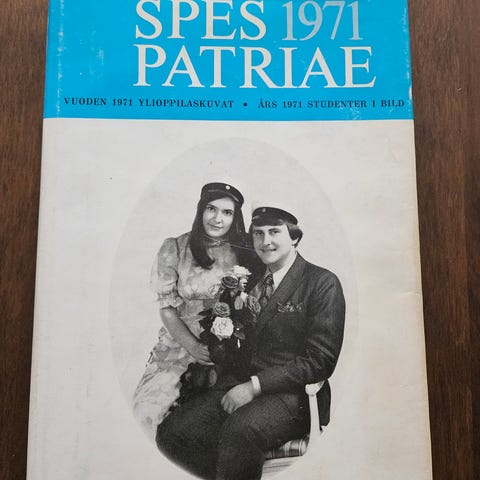 SPES 1971
PATRIAE
VUODEN 1971 YLIOPPILASKUVAT • ÅRS 1971 STUDENTER I BILD